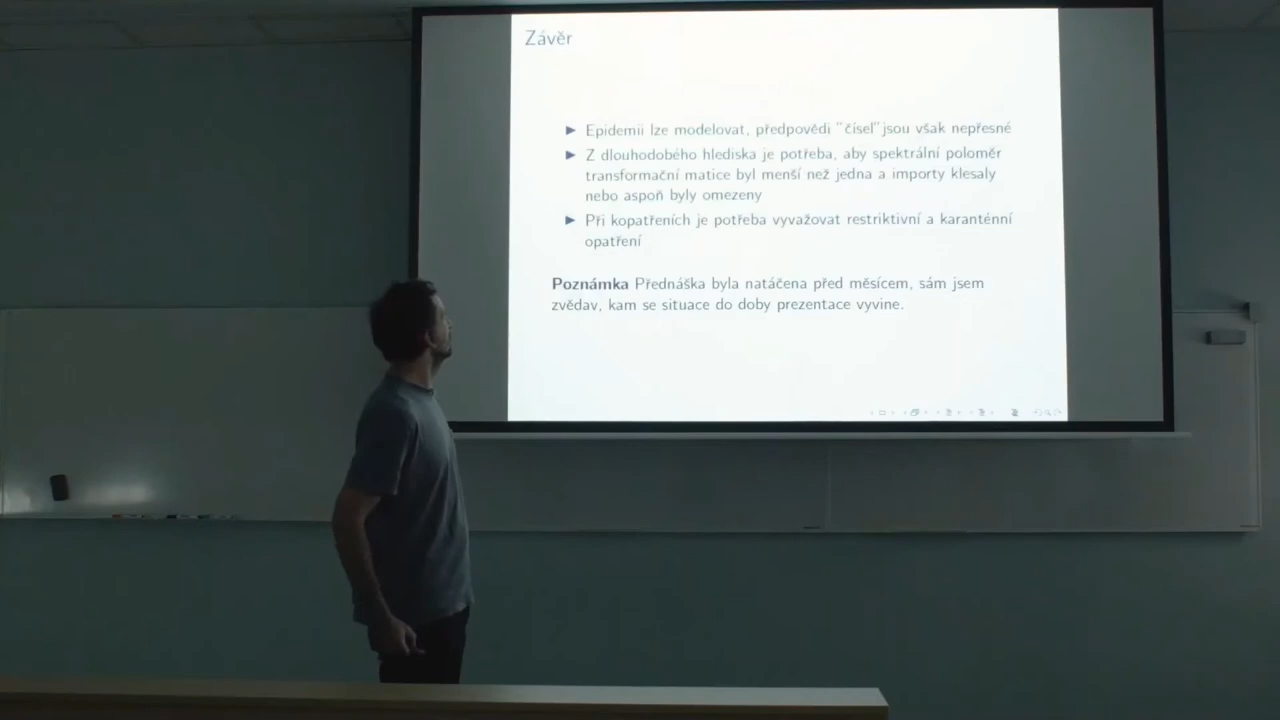 Závěr
► Epidemii lze modelovat, předpovědi "čísel" jsou však nepřesné
► Z dlouhodobého hlediska je potřeba, aby spektrální poloměr
transformační matice byl menší než jedna a importy klesaly
nebo aspoň byly omezeny
► Při kopatřeních je potřeba vyvažovat restriktivní a karanténní
opatření
Poznámka Přednáška byla natáčena před měsícem, sám jsem
zvědav, kam se situace do doby prezentace vyvine.